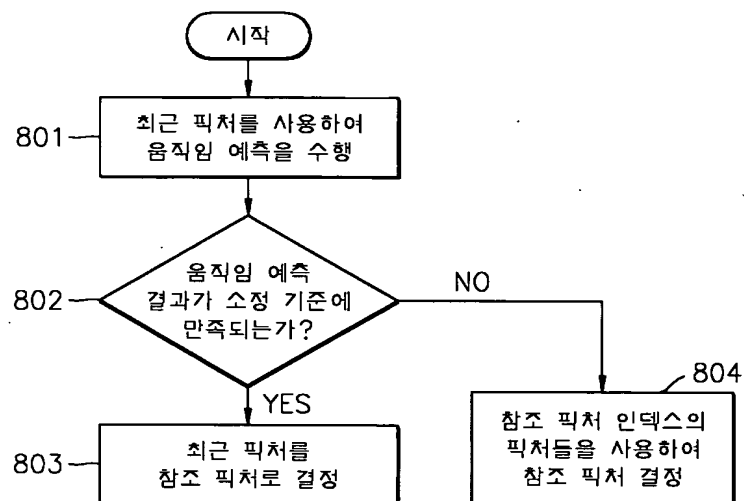 시작
801
최근 픽처를 사용하여
움직임 예측을 수행
802
움직임 예측
결과가 소정 기준에
만족되는가?
NO
YES
803
최근 픽처를
참조 픽처로 결정
804
참조 픽처 인덱스의
픽처들을 사용하여
참조 픽처 결정